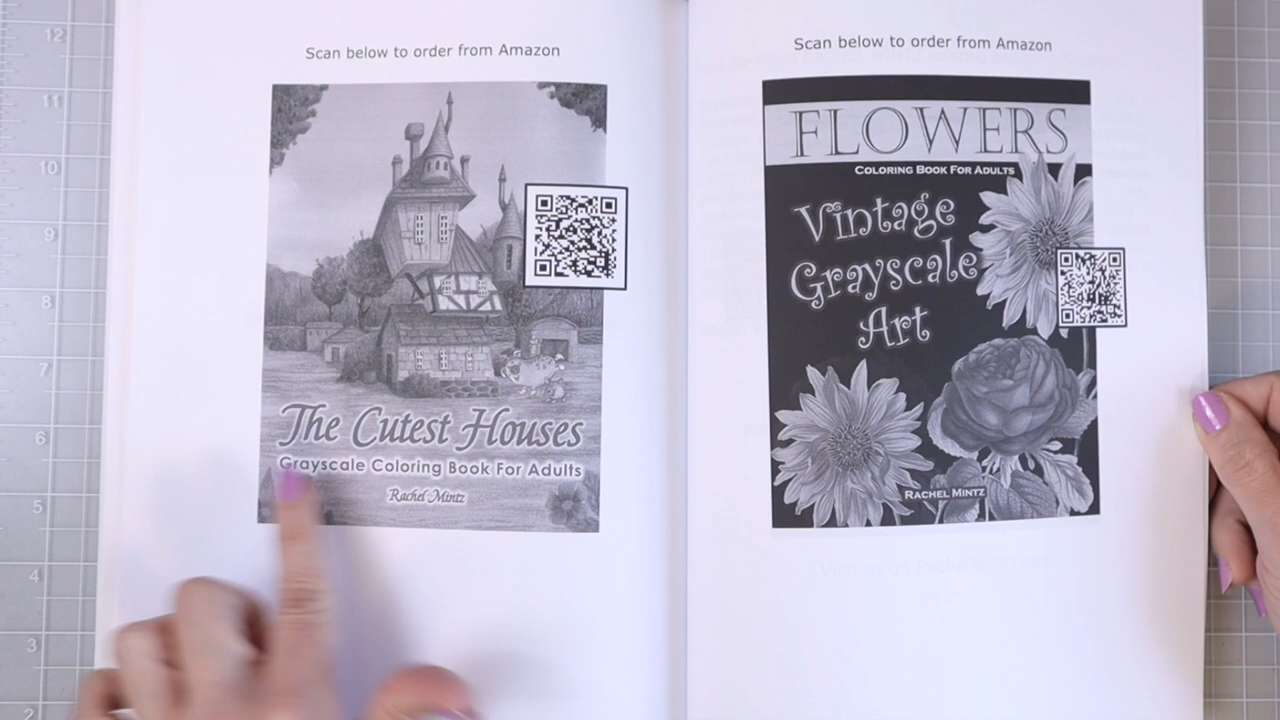 Scan below to order from Amazon
The Cutest Houses
Grayscale Coloring Book For Adults
Rachel Mintz
Scan below to order from Amazon
FLOWERS
COLORING BOOK FOR ADULTS
Vintage
Grayscale
Art
RACHEL MINTZ
12
11
10
9
8
7
6
5
4
3
2